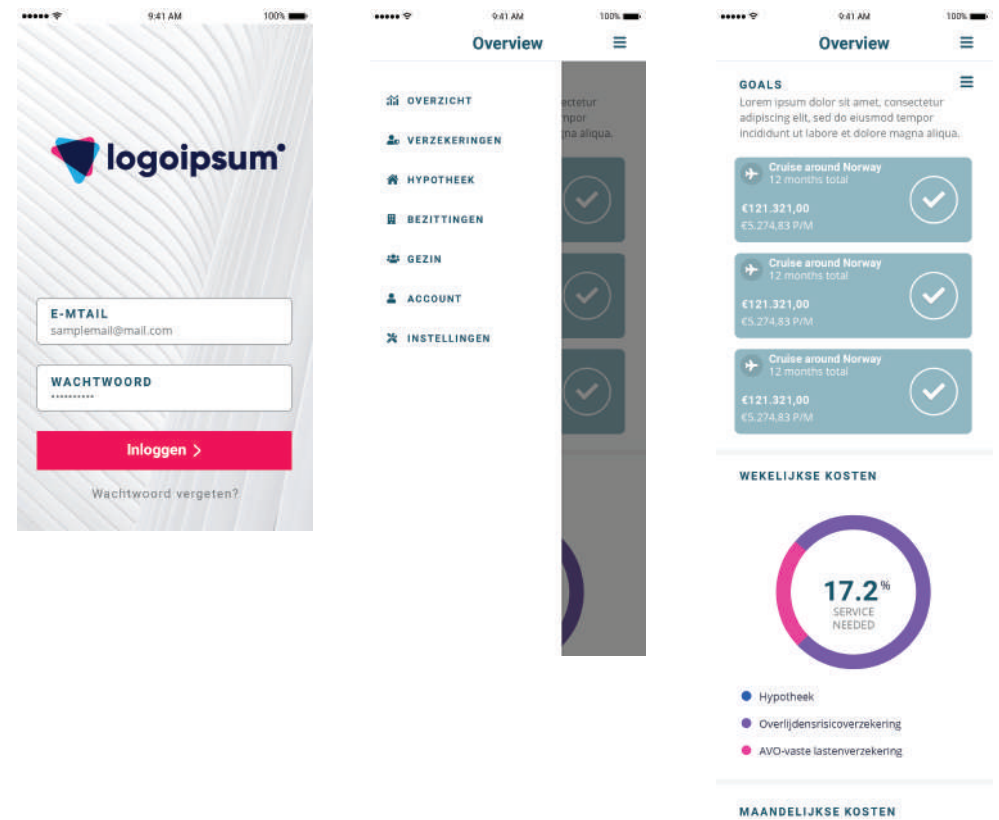 9:41 AM
100%
logoipsum
E-MTAIL
samplemail@mail.com
WACHTWOORD
**********
Inloggen >
Wachtwoord vergeten?
9:41 AM
100%
Overview
OVERZICHT
VERZEKERINGEN
HYPOTHEEK
BEZITTINGEN
GEZIN
ACCOUNT
INSTELLINGEN
ectetur
mpor
na aliqua.
9:41 AM
100%
Overview
GOALS
Lorem ipsum dolor sit amet, consectetur
adipiscing elit, sed do eiusmod tempor
incididunt ut labore et dolore magna aliqua.
Cruise around Norway
12 months total
€121.321,00
€5.274,83 P/M
Cruise around Norway
12 months total
€121.321,00
€5.274,83 P/M
Cruise around Norway
12 months total
€121.321,00
€5.274,83 P/M
WEKELIJKSE KOSTEN
17.2%
SERVICE
NEEDED
Hypotheek
Overlijdensrisicoverzekering
AVO-vaste lastenverzekering
MAANDELIJKSE KOSTEN